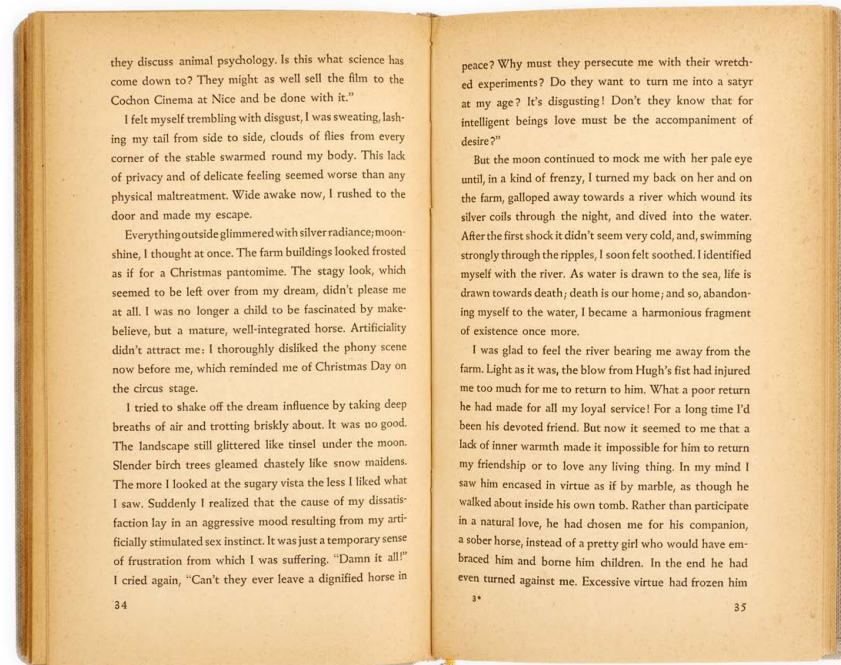 they discuss animal psychology. Is this what science has
come down to? They might as well sell the film to the
Cochon Cinema at Nice and be done with it.”
I felt myself trembling with disgust, I was sweating, lash-
ing my tail from side to side, clouds of flies from every
corner of the stable swarmed round my body. This lack
of privacy and of delicate feeling seemed worse than any
physical maltreatment. Wide awake now, I rushed to the
door and made my escape.
Everything outside glimmered with silver radiance; moon-
shine, I thought at once. The farm buildings looked frosted
as if for a Christmas pantomime. The stagy look, which
seemed to be left over from my dream, didn't please me
at all. I was no longer a child to be fascinated by make-
believe, but a mature, well-integrated horse. Artificiality
didn't attract me: I thoroughly disliked the phony scene
now before me, which reminded me of Christmas Day on
the circus stage.
I tried to shake off the dream influence by taking deep
breaths of air and trotting briskly about. It was no good.
The landscape still glittered like tinsel under the moon.
Slender birch trees gleamed chastely like snow maidens.
The more I looked at the sugary vista the less I liked what
I saw. Suddenly I realized that the cause of my dissatis-
faction lay in an aggressive mood resulting from my arti-
ficially stimulated sex instinct. It was just a temporary sense
of frustration from which I was suffering. “Damn it all!”
I cried again, “Can't they ever leave a dignified horse in
34
peace? Why must they persecute me with their wretch-
ed experiments? Do they want to turn me into a satyr
at my age? It's disgusting! Don't they know that for
intelligent beings love must be the accompaniment of
desire?”
But the moon continued to mock me with her pale eye
until, in a kind of frenzy, I turned my back on her and on
the farm, galloped away towards a river which wound its
silver coils through the night, and dived into the water.
After the first shock it didn't seem very cold, and, swimming
strongly through the ripples, I soon felt soothed. I identified
myself with the river. As water is drawn to the sea, life is
drawn towards death; death is our home; and so, abandon-
ing myself to the water, I became a harmonious fragment
of existence once more.
I was glad to feel the river bearing me away from the
farm. Light as it was, the blow from Hugh's fist had injured
me too much for me to return to him. What a poor return
he had made for all my loyal service! For a long time I'd
been his devoted friend. But now it seemed to me that a
lack of inner warmth made it impossible for him to return
my friendship or to love any living thing. In my mind I
saw him encased in virtue as if by marble, as though he
walked about inside his own tomb. Rather than participate
in a natural love, he had chosen me for his companion,
a sober horse, instead of a pretty girl who would have em-
braced him and borne him children. In the end he had
even turned against me. Excessive virtue had frozen him
3*
35